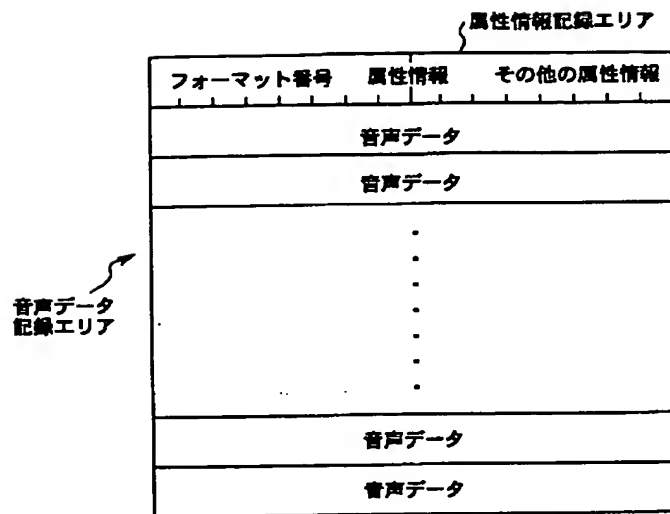 属性情報記録エリア
フォーマット番号 属性情報 その他の属性情報
音声データ
音声データ
音声データ
記録エリア
音声データ
音声データ